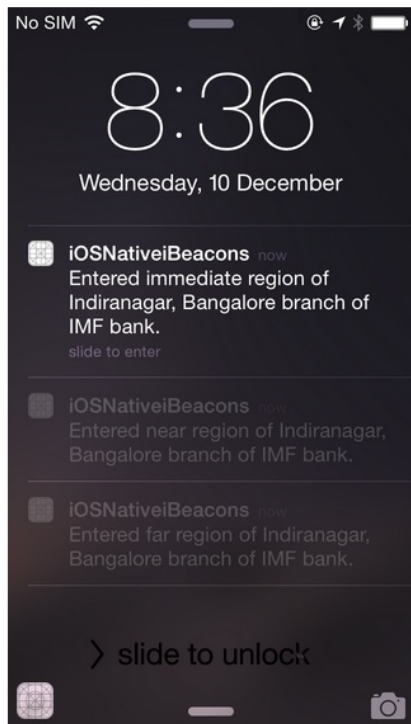 No SIM
8:36
Wednesday, 10 December
iOSNativeiBeacons now
Entered immediate region of
Indiranagar, Bangalore branch of
IMF bank.
slide to enter
iOSNativeiBeacons now
Entered near region of Indiranagar,
Bangalore branch of IMF bank.
iOSNativeiBeacons now
Entered far region of Indiranagar,
Bangalore branch of IMF bank.
slide to unlock